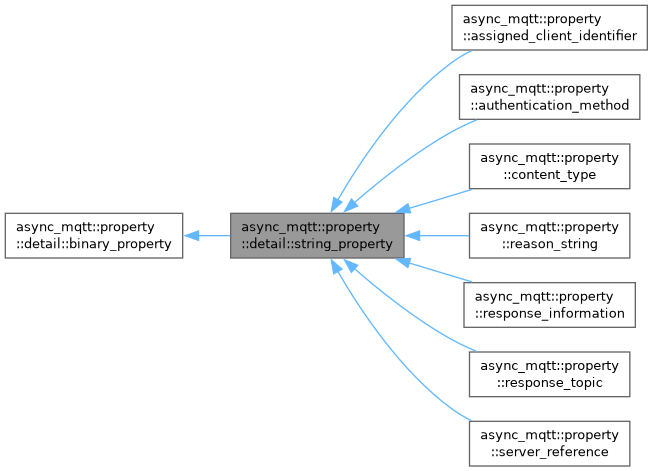 async_mqtt::property
::detail::binary_property
async_mqtt::property
::detail::string_property
async_mqtt::property
::assigned_client_identifier
async_mqtt::property
::authentication_method
async_mqtt::property
::content_type
async_mqtt::property
::reason_string
async_mqtt::property
::response_information
async_mqtt::property
::response_topic
async_mqtt::property
::server_reference